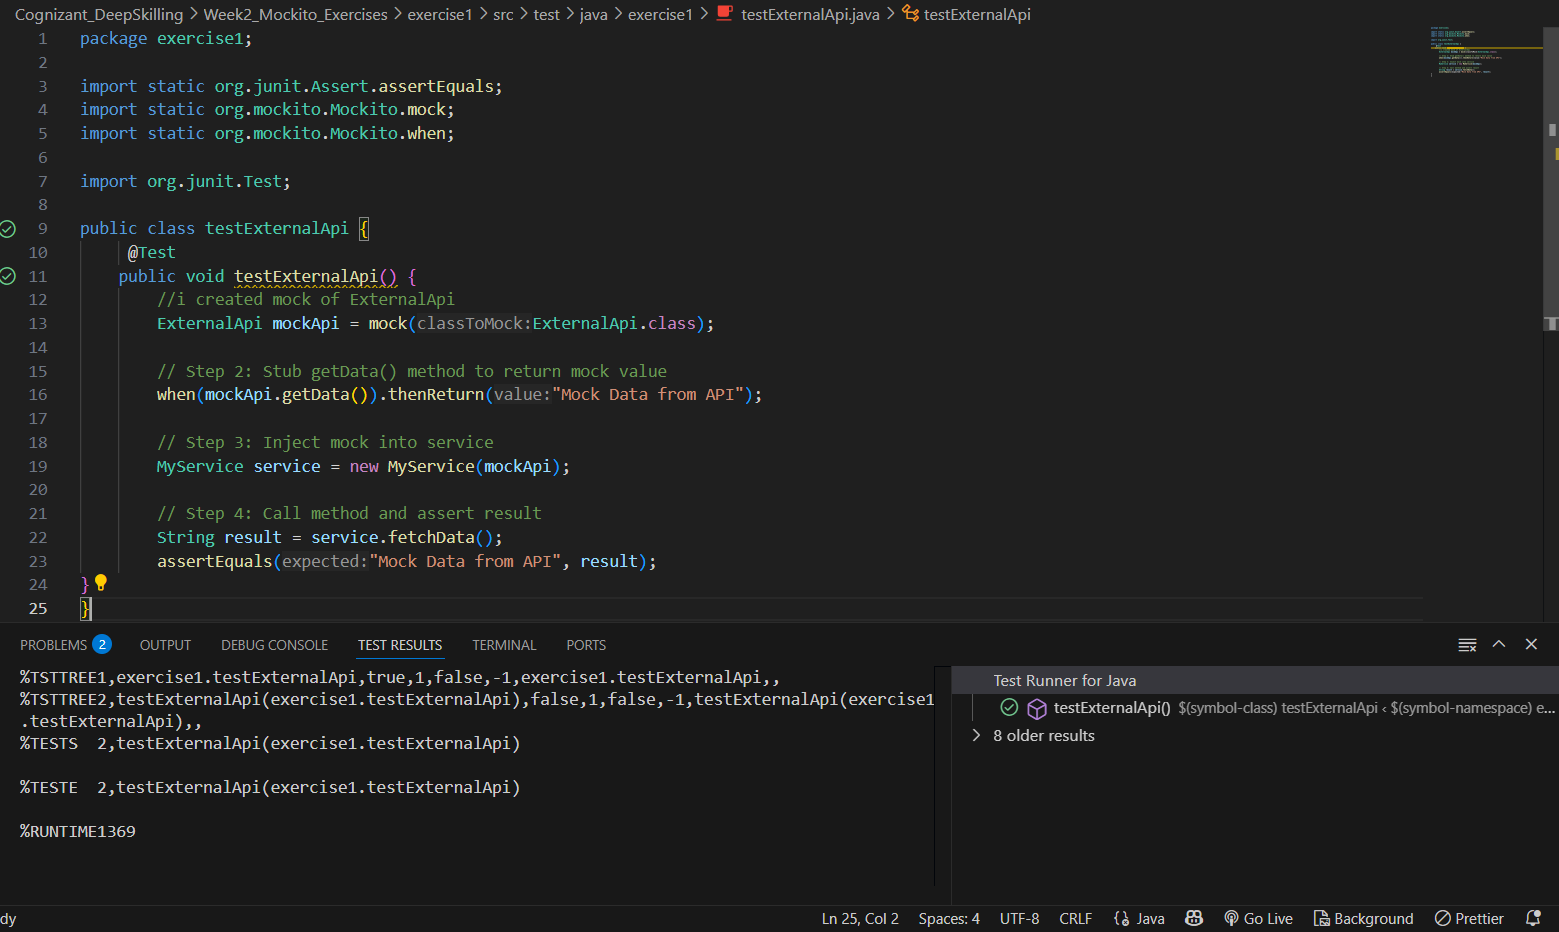 Cognizant_DeepSkilling > Week2_Mockito_Exercises > exercise1 > src > test > java > exercise1 > testExternalApi.java > testExternalApi
1 package exercise1;
2
3 import static org.junit.Assert.assertEquals;
4 import static org.mockito.Mockito.mock;
5 import static org.mockito.Mockito.when;
6
7 import org.junit.Test;
8
9 public class testExternalApi {
10 @Test
11 public void testExternalApi() {
12 //i created mock of ExternalApi
13 ExternalApi mockApi = mock(classToMock:ExternalApi.class);
14
15 // Step 2: Stub getData() method to return mock value
16 when(mockApi.getData()).thenReturn(value:"Mock Data from API");
17
18 // Step 3: Inject mock into service
19 MyService service = new MyService(mockApi);
20
21 // Step 4: Call method and assert result
22 String result = service.fetchData();
23 assertEquals(expected:"Mock Data from API", result);
24 }
25 }
PROBLEMS 2 OUTPUT DEBUG CONSOLE TEST RESULTS TERMINAL PORTS
%TSTTREE1,exercise1.testExternalApi,true,1,false,-1,exercise1.testExternalApi,,
%TSTTREE2,testExternalApi(exercise1.testExternalApi),false,1,false,-1,testExternalApi(exercise1
.testExternalApi),,
%TESTS 2,testExternalApi(exercise1.testExternalApi)
%TESTE 2,testExternalApi(exercise1.testExternalApi)
%RUNTIME1369
Test Runner for Java
testExternalApi() $(symbol-class) testExternalApi < $(symbol-namespace) e...
> 8 older results
dy Ln 25, Col 2 Spaces: 4 UTF-8 CRLF {} Java Go Live Background Prettier